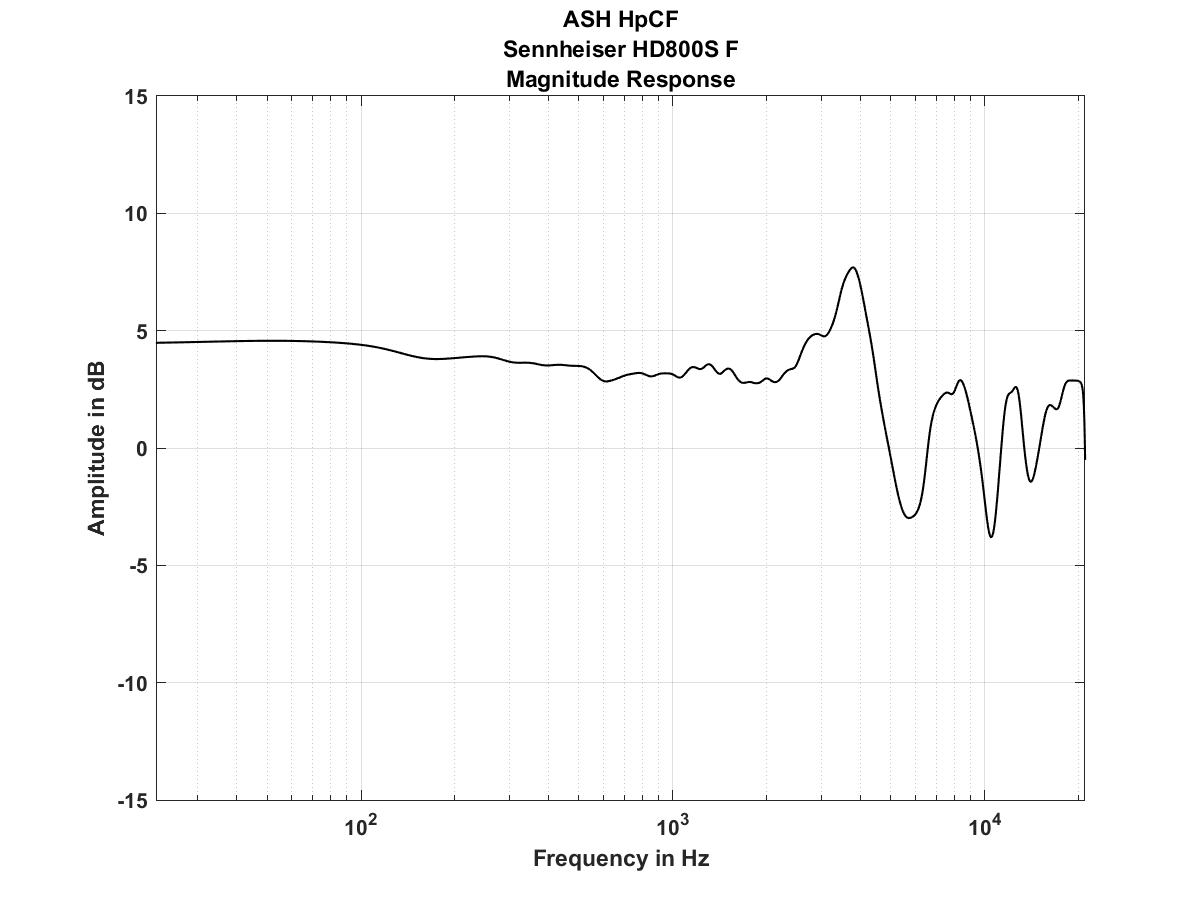 ASH HpCF
Sennheiser HD800S F
Magnitude Response
15
10
5
0
-5
-10
-15
Amplitude in dB
10²
10³
10⁴
Frequency in Hz